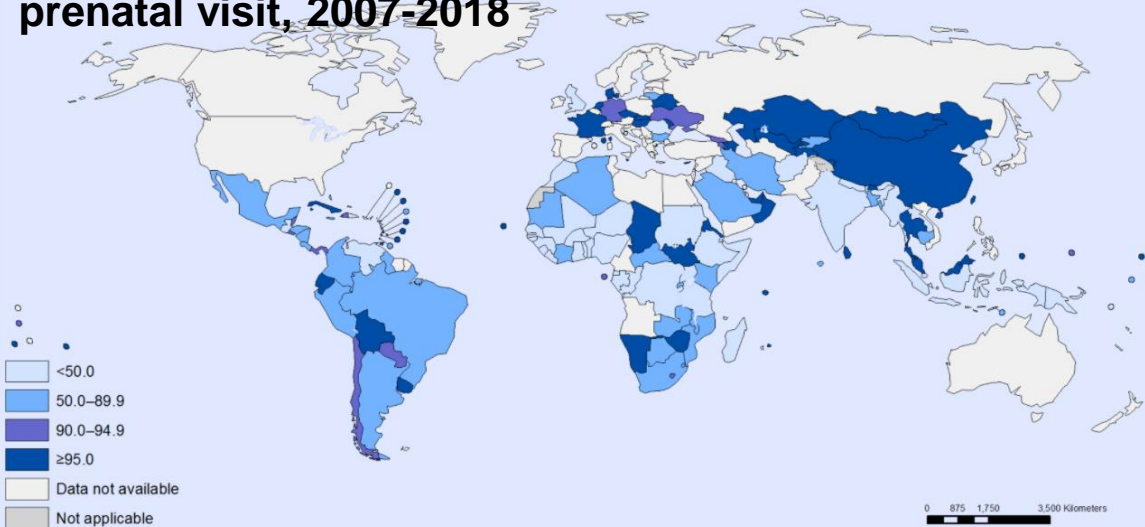 prenatal visit, 2007-2018
<50.0
50.0–89.9
90.0–94.9
≥95.0
Data not available
Not applicable
0 875 1,750 3,500 Kilometers